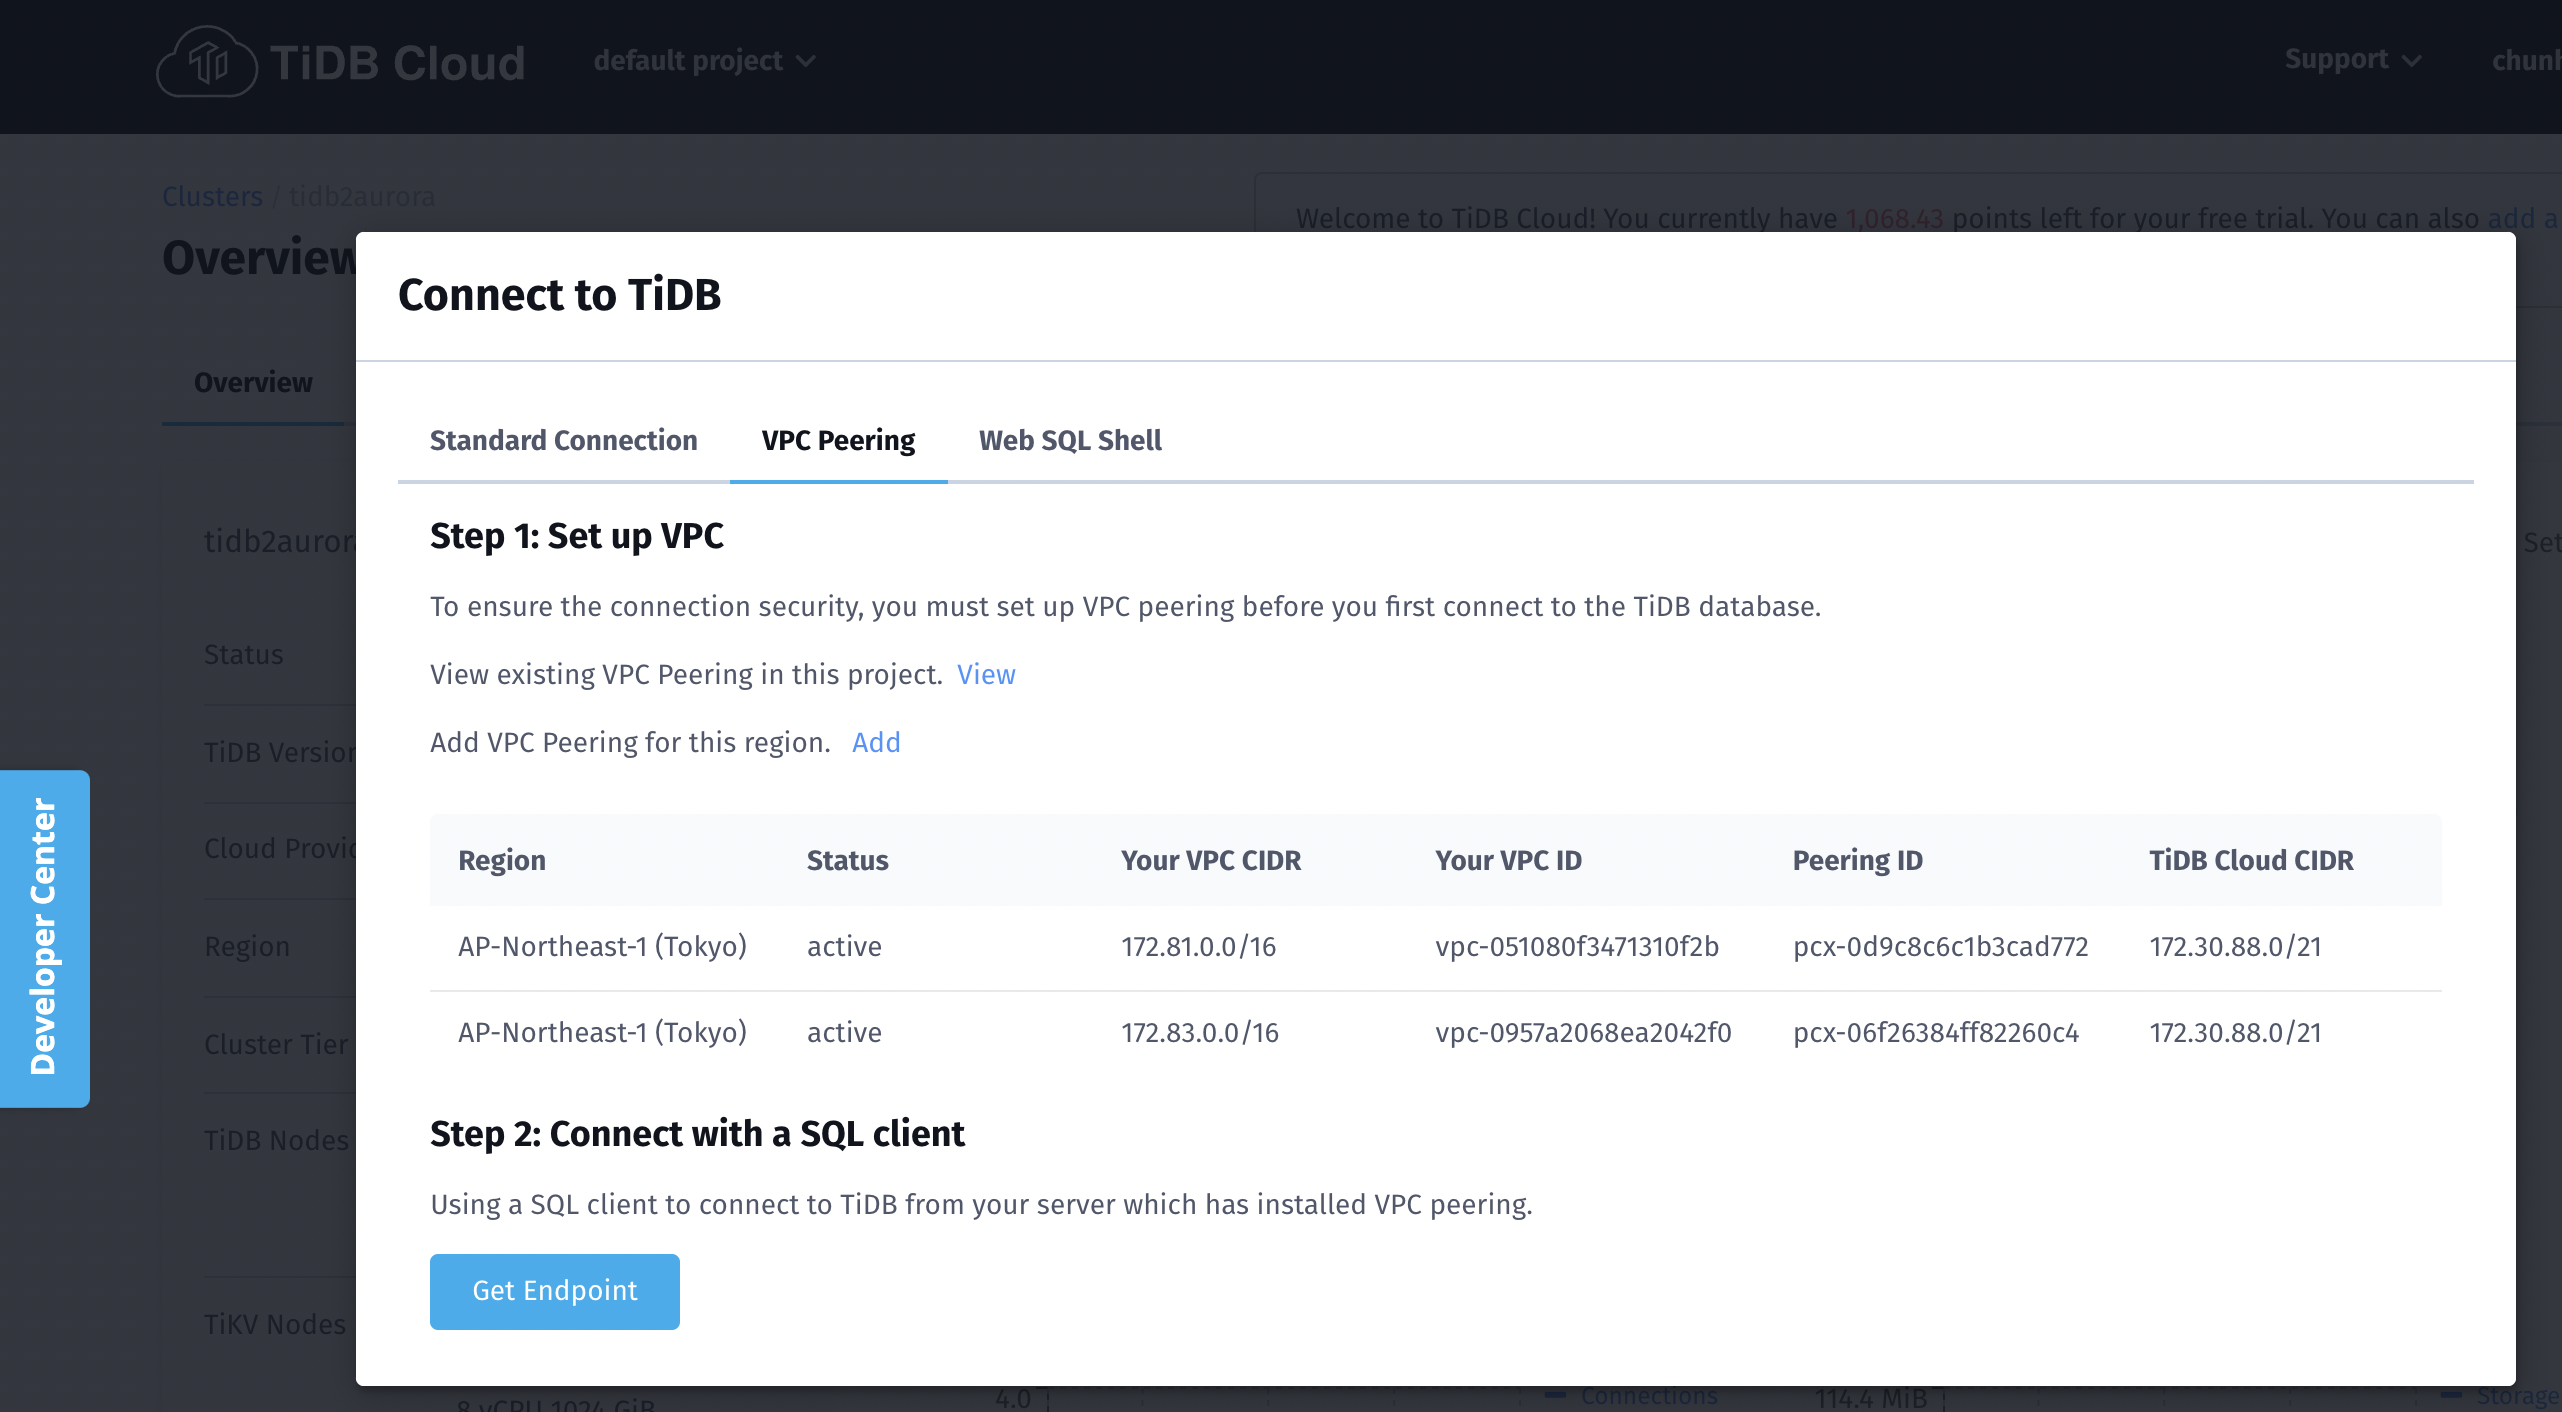 TiDB Cloud
default project
Support
chunh
Clusters / tidb2aurora
Welcome to TiDB Cloud! You currently have 1,068.43 points left for your free trial. You can also add a
Overview
Connect to TiDB
Overview
Standard Connection VPC Peering Web SQL Shell
Step 1: Set up VPC
tidb2aurora
Set
To ensure the connection security, you must set up VPC peering before you first connect to the TiDB database.
Status
View existing VPC Peering in this project. View
TiDB Version
Add VPC Peering for this region. Add
Developer Center
Cloud Provid
Region Status Your VPC CIDR Your VPC ID Peering ID TiDB Cloud CIDR
Region
AP-Northeast-1 (Tokyo) active 172.81.0.0/16 vpc-051080f3471310f2b pcx-0d9c8c6c1b3cad772 172.30.88.0/21
Cluster Tier
AP-Northeast-1 (Tokyo) active 172.83.0.0/16 vpc-0957a2068ea2042f0 pcx-06f26384ff82260c4 172.30.88.0/21
TiDB Nodes
Step 2: Connect with a SQL client
Using a SQL client to connect to TiDB from your server which has installed VPC peering.
Get Endpoint
TiKV Nodes
8 vCPU 1024 GiB
4.0
Connections
114.4 MiB
Storage